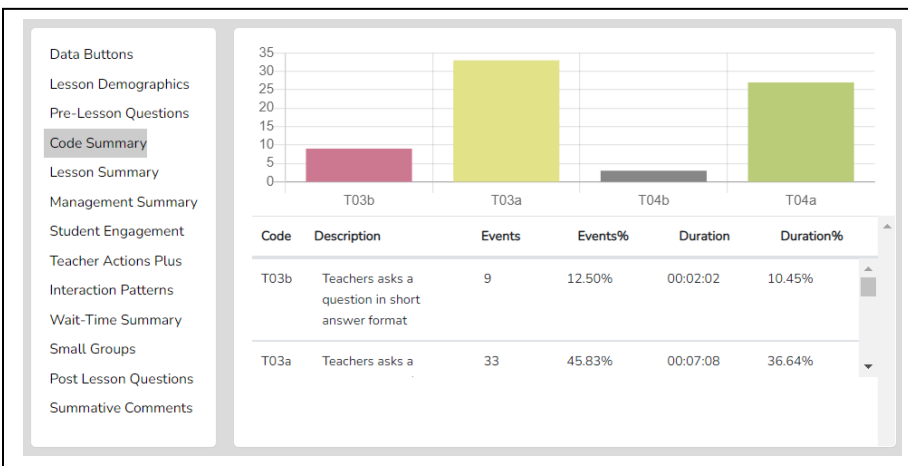 Data Buttons
Lesson Demographics
Pre-Lesson Questions
Code Summary
Lesson Summary
Management Summary
Student Engagement
Teacher Actions Plus
Interaction Patterns
Wait-Time Summary
Small Groups
Post Lesson Questions
Summative Comments
35
30
25
20
15
10
5
0
T03b T03a T04b T04a
Code Description Events Events% Duration Duration%
T03b Teachers asks a 9 12.50% 00:02:02 10.45%
question in short
answer format
T03a Teachers asks a 33 45.83% 00:07:08 36.64%